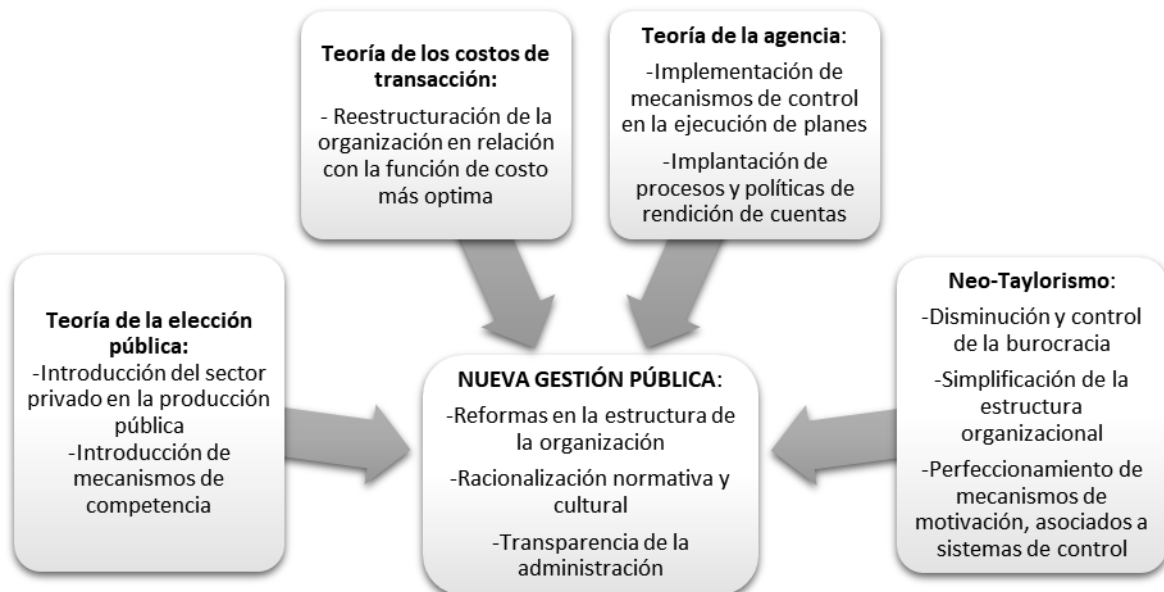 Teoría de los costos de
transacción:
- Reestructuración de la
organización en relación
con la función de costo
más optima
Teoría de la agencia:
-Implementación de
mecanismos de control
en la ejecución de planes
-Implantación de
procesos y políticas de
rendición de cuentas
Teoría de la elección
pública:
-Introducción del sector
privado en la producción
pública
-Introducción de
mecanismos de
competencia
NUEVA GESTIÓN PÚBLICA:
-Reformas en la estructura de
la organización
-Racionalización normativa y
cultural
-Transparencia de la
administración
Neo-Taylorismo:
-Disminución y control
de la burocracia
-Simplificación de la
estructura
organizacional
-Perfeccionamiento de
mecanismos de
motivación, asociados a
sistemas de control